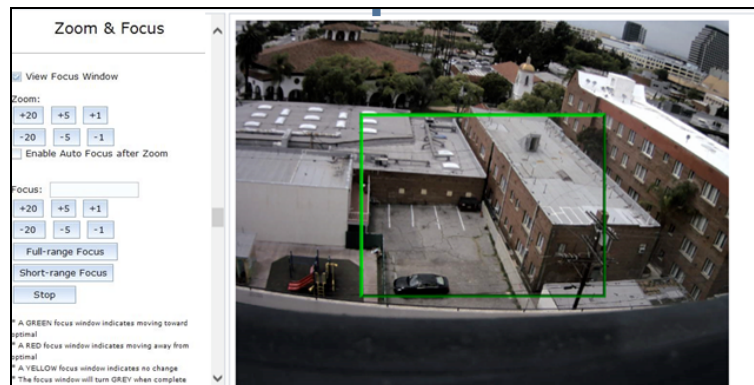 Zoom & Focus
View Focus Window
Zoom:
+20 +5 +1
-20 -5 -1
Enable Auto Focus after Zoom
Focus:
+20 +5 +1
-20 -5 -1
Full-range Focus
Short-range Focus
Stop
* A GREEN focus window indicates moving toward
optimal
* A RED focus window indicates moving away from
optimal
* A YELLOW focus window indicates no change
* The focus window will turn GREY when complete